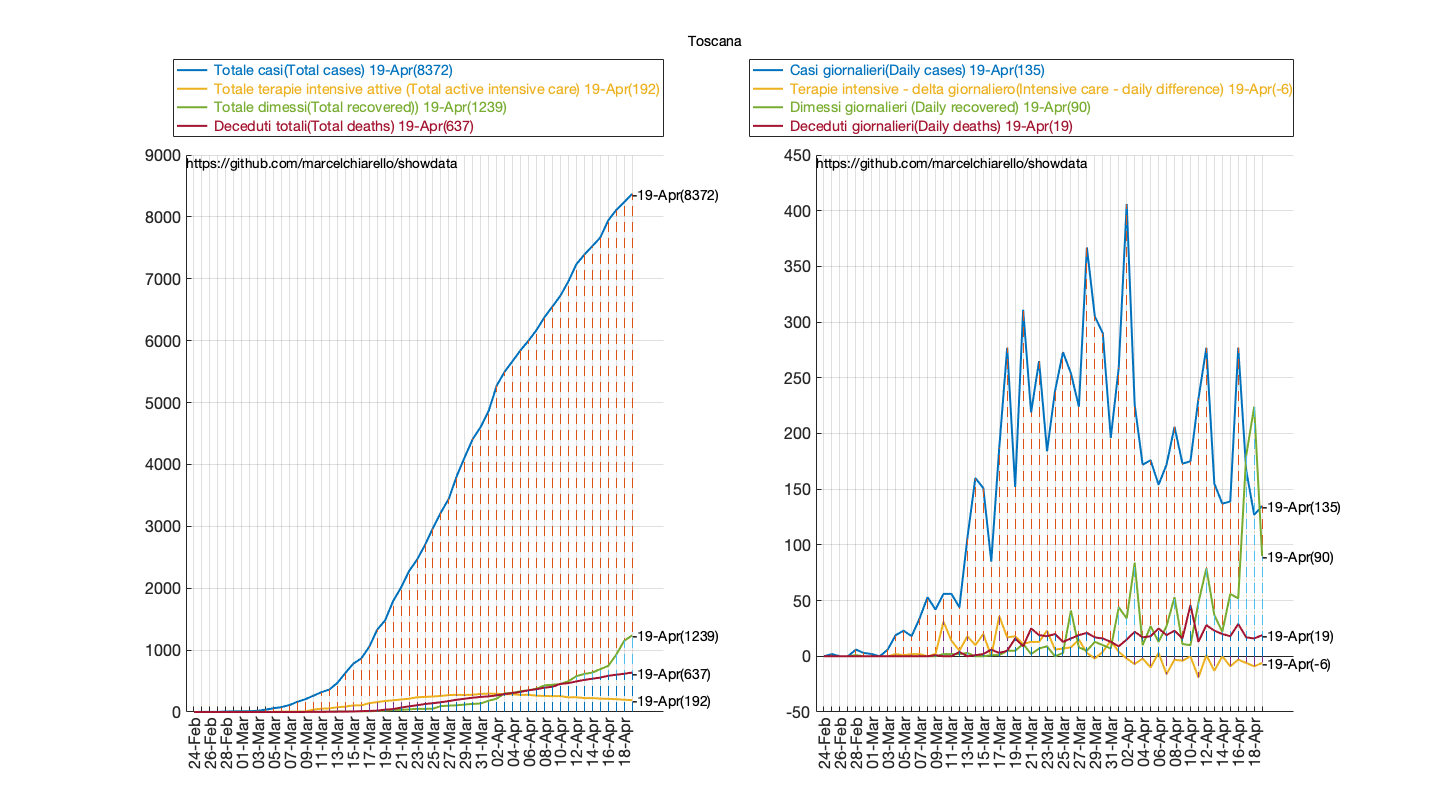 Toscana
Totale casi(Total cases) 19-Apr(8372)
Totale terapie intensive attive (Total active intensive care) 19-Apr(192)
Totale dimessi(Total recovered)) 19-Apr(1239)
Deceduti totali(Total deaths) 19-Apr(637)
9000
https://github.com/marcelchiarello/showdata
8000
7000
6000
5000
4000
3000
2000
1000
0
19-Apr(8372)
19-Apr(1239)
19-Apr(637)
19-Apr(192)
24-Feb
26-Feb
28-Feb
01-Mar
03-Mar
05-Mar
07-Mar
09-Mar
11-Mar
13-Mar
15-Mar
17-Mar
19-Mar
21-Mar
23-Mar
25-Mar
27-Mar
29-Mar
31-Mar
02-Apr
04-Apr
06-Apr
08-Apr
10-Apr
12-Apr
14-Apr
16-Apr
18-Apr
Casi giornalieri(Daily cases) 19-Apr(135)
Terapie intensive - delta giornaliero(Intensive care - daily difference) 19-Apr(-6)
Dimessi giornalieri (Daily recovered) 19-Apr(90)
Deceduti giornalieri(Daily deaths) 19-Apr(19)
450
https://github.com/marcelchiarello/showdata
400
350
300
250
200
150
100
50
0
-50
19-Apr(135)
19-Apr(90)
19-Apr(19)
19-Apr(-6)
24-Feb
26-Feb
28-Feb
01-Mar
03-Mar
05-Mar
07-Mar
09-Mar
11-Mar
13-Mar
15-Mar
17-Mar
19-Mar
21-Mar
23-Mar
25-Mar
27-Mar
29-Mar
31-Mar
02-Apr
04-Apr
06-Apr
08-Apr
10-Apr
12-Apr
14-Apr
16-Apr
18-Apr